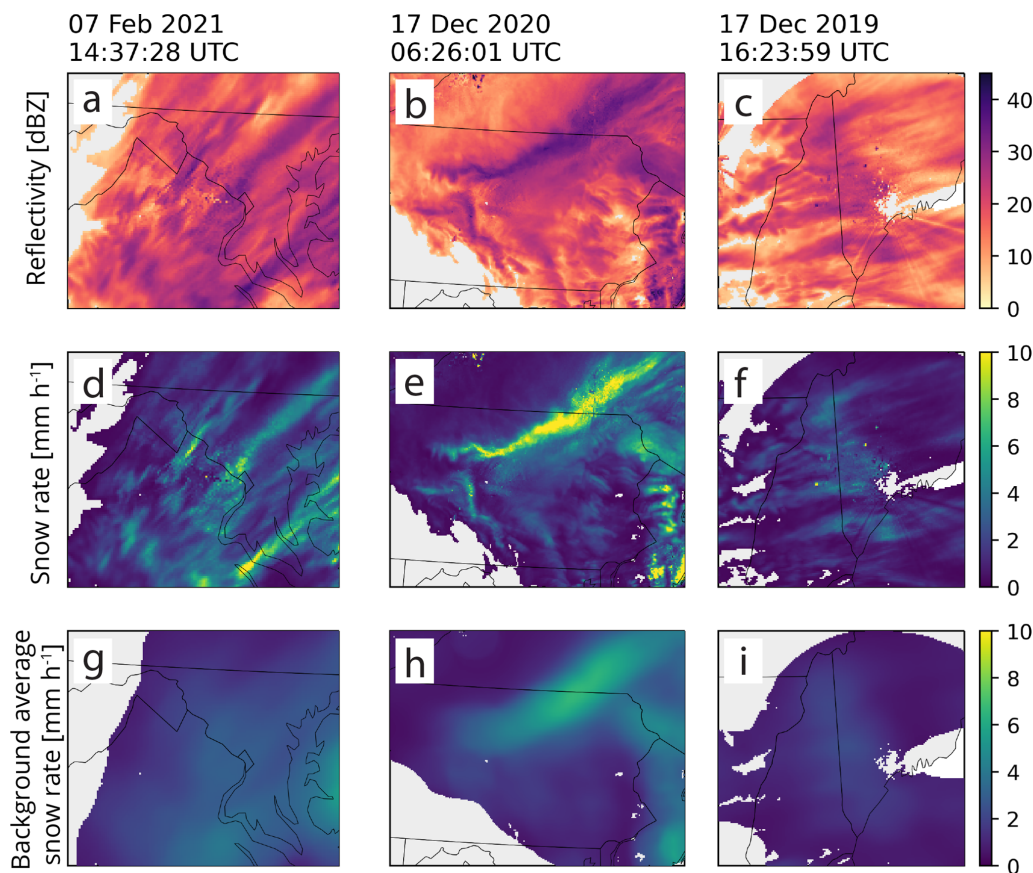 07 Feb 2021
14:37:28 UTC
17 Dec 2020
06:26:01 UTC
17 Dec 2019
16:23:59 UTC
Reflectivity [dBZ]
a
b
c
40
30
20
10
0
Snow rate [mm h⁻¹]
d
e
f
10
8
6
4
2
0
Background average
snow rate [mm h⁻¹]
g
h
i
10
8
6
4
2
0